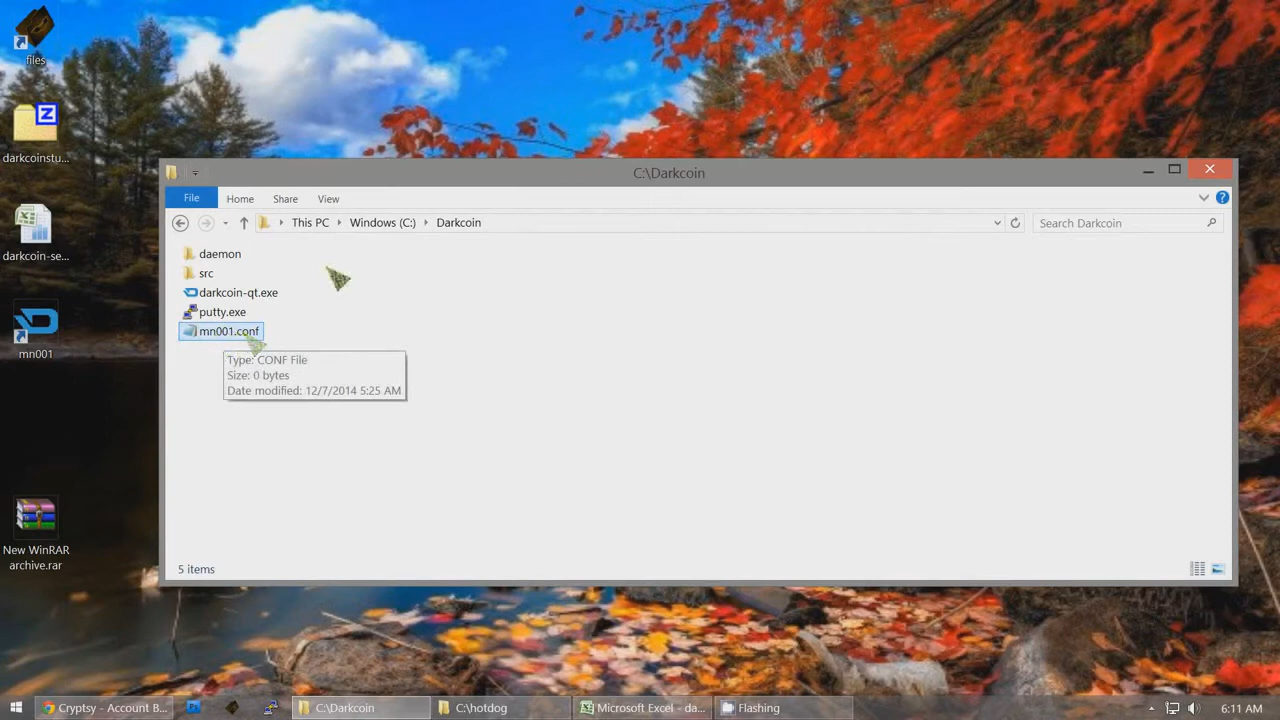 files
darkcoinstu...
darkcoin-se...
mn001
New WinRAR
archive.rar
C:\Darkcoin
File Home Share View
This PC Windows (C:) Darkcoin
Search Darkcoin
daemon
src
darkcoin-qt.exe
putty.exe
mn001.conf
Type: CONF File
Size: 0 bytes
Date modified: 12/7/2014 5:25 AM
5 items
Cryptsy - Account B...
C:\Darkcoin
C:\hotdog
Microsoft Excel - da...
Flashing
6:11 AM